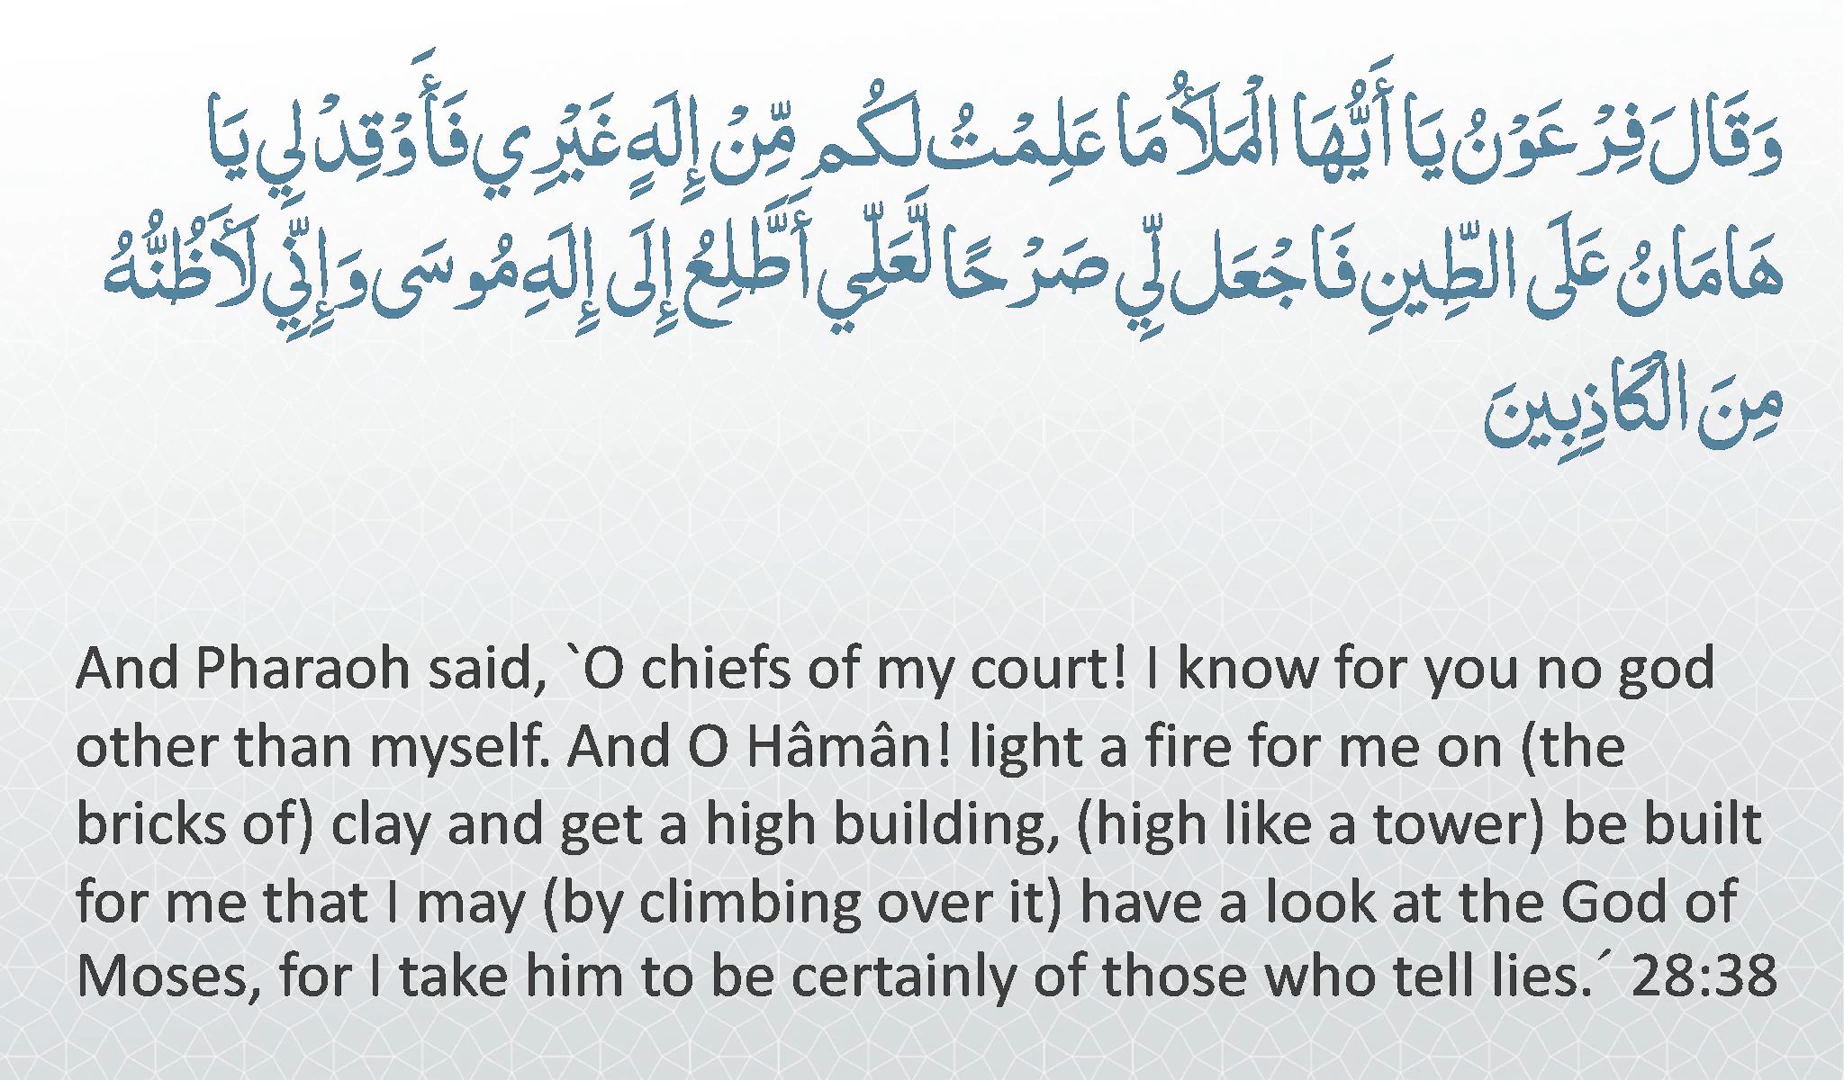 وَقَالَ فِرْعَوْنُ يَا أَيُّهَا الْمَلَأُ مَا عَلِمْتُ لَكُم مِّنْ إِلَهٍ غَيْرِي فَأَوْقِدْ لِي يَا
هَامَانُ عَلَى الطِّينِ فَاجْعَل لِّي صَرْحًا لَّعَلِّي أَطَّلِعُ إِلَى إِلَهِ مُوسَى وَإِنِّي لَأَظُنُّهُ
مِنَ الْكَاذِبِينَ
And Pharaoh said, `O chiefs of my court! I know for you no god
other than myself. And O Hâmân! light a fire for me on (the
bricks of) clay and get a high building, (high like a tower) be built
for me that I may (by climbing over it) have a look at the God of
Moses, for I take him to be certainly of those who tell lies.´ 28:38